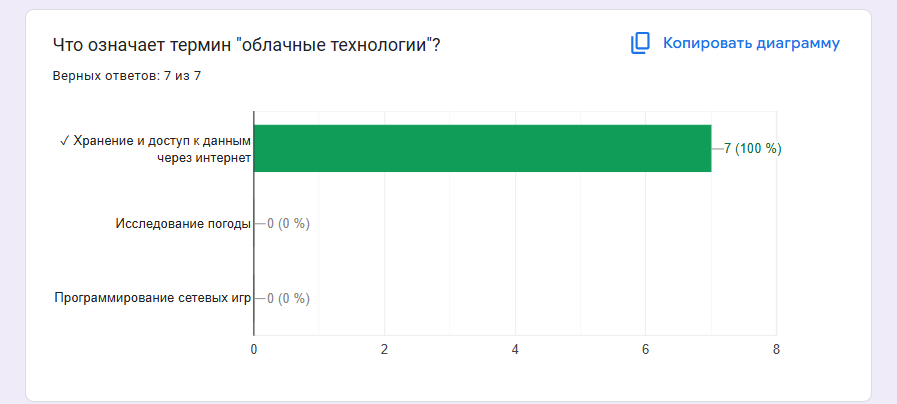 Что означает термин "облачные технологии"?
Копировать диаграмму
Верных ответов: 7 из 7
✓ Хранение и доступ к данным
через интернет
7 (100 %)
Исследование погоды
0 (0 %)
Программирование сетевых игр
0 (0 %)
0 2 4 6 8